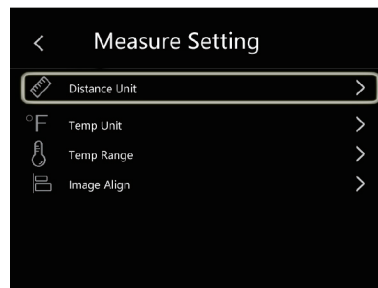 Measure Setting
Distance Unit
°F Temp Unit
Temp Range
Image Align